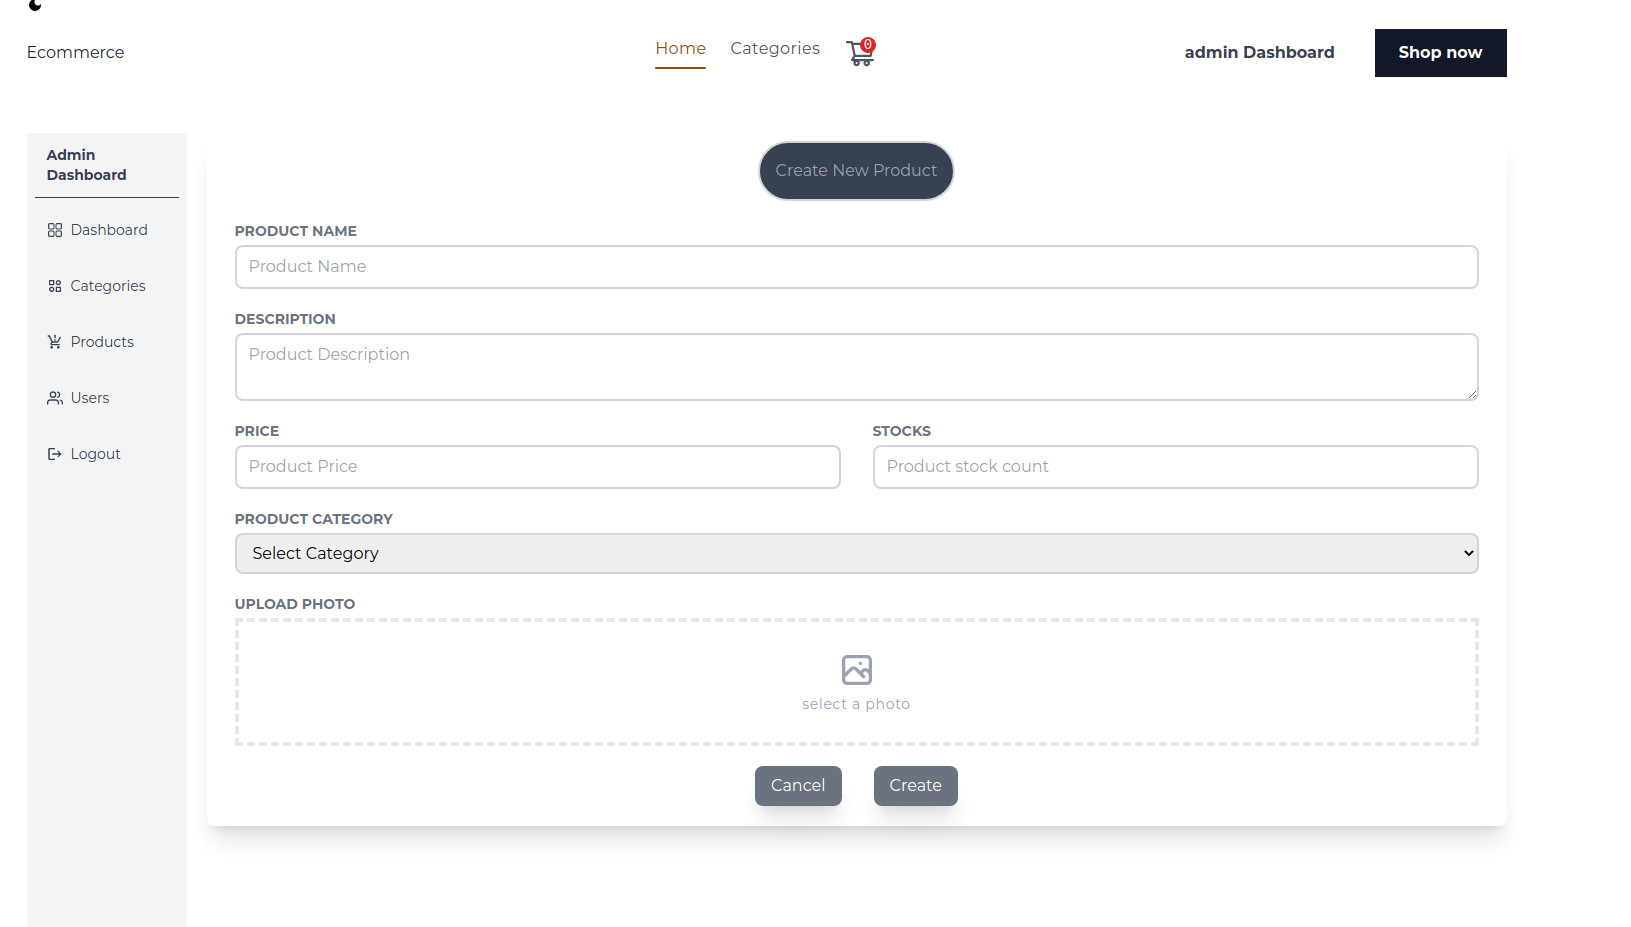 Ecommerce
Home
Categories
0
admin Dashboard
Shop now
Admin
Dashboard
Dashboard
Categories
Products
Users
Logout
Create New Product
PRODUCT NAME
Product Name
DESCRIPTION
Product Description
PRICE
STOCKS
Product Price
Product stock count
PRODUCT CATEGORY
Select Category
UPLOAD PHOTO
select a photo
Cancel
Create